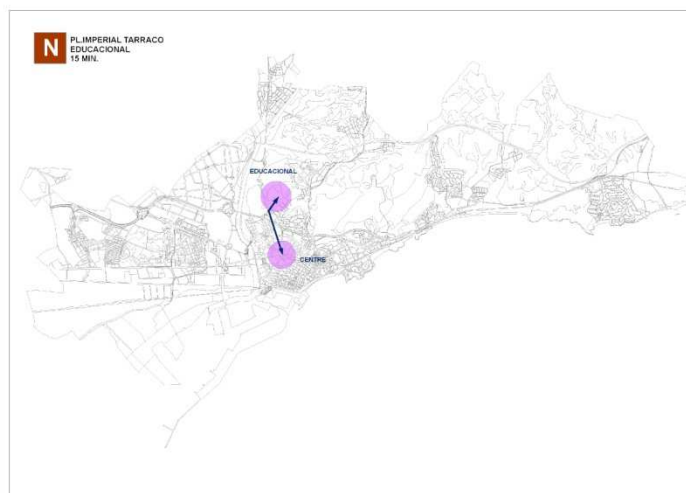 N
PL.IMPERIAL TARRACO
EDUCACIONAL
15 MIN.
EDUCACIONAL
CENTRE